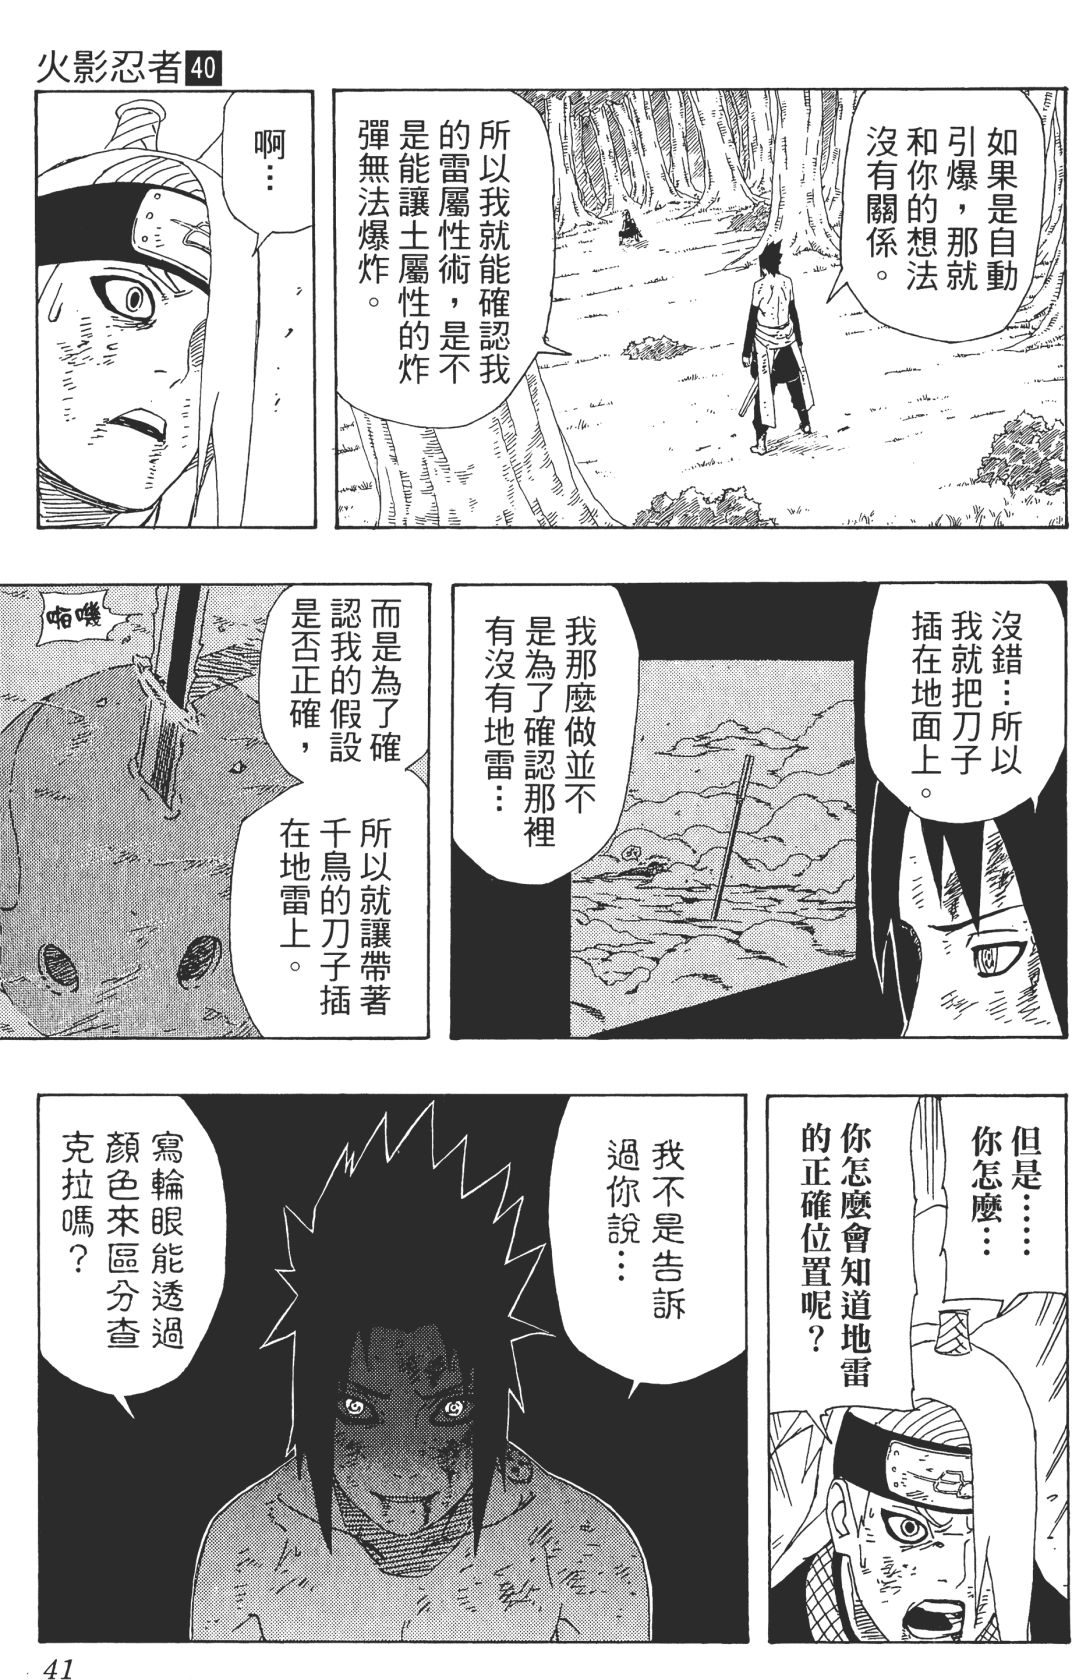 火影忍者40
如果是自動
引爆，那就
和你的想法
沒有關係。
所以我就能確認我
的雷屬性術，是不
是能讓土屬性的炸
彈無法爆炸。
啊…
沒錯…所以
我就把刀子
插在地面上。
我那麼做並不
是為了確認那裡
有沒有地雷…
而是為了確
認我的假設
是否正確，
所以就讓帶著
千鳥的刀子插
在地雷上。
啪嘰
但是……
你怎麼…
你怎麼會知道地雷
的正確位置呢？
我不是告訴
過你說…
寫輪眼能透過
顏色來區分查
克拉嗎？
41